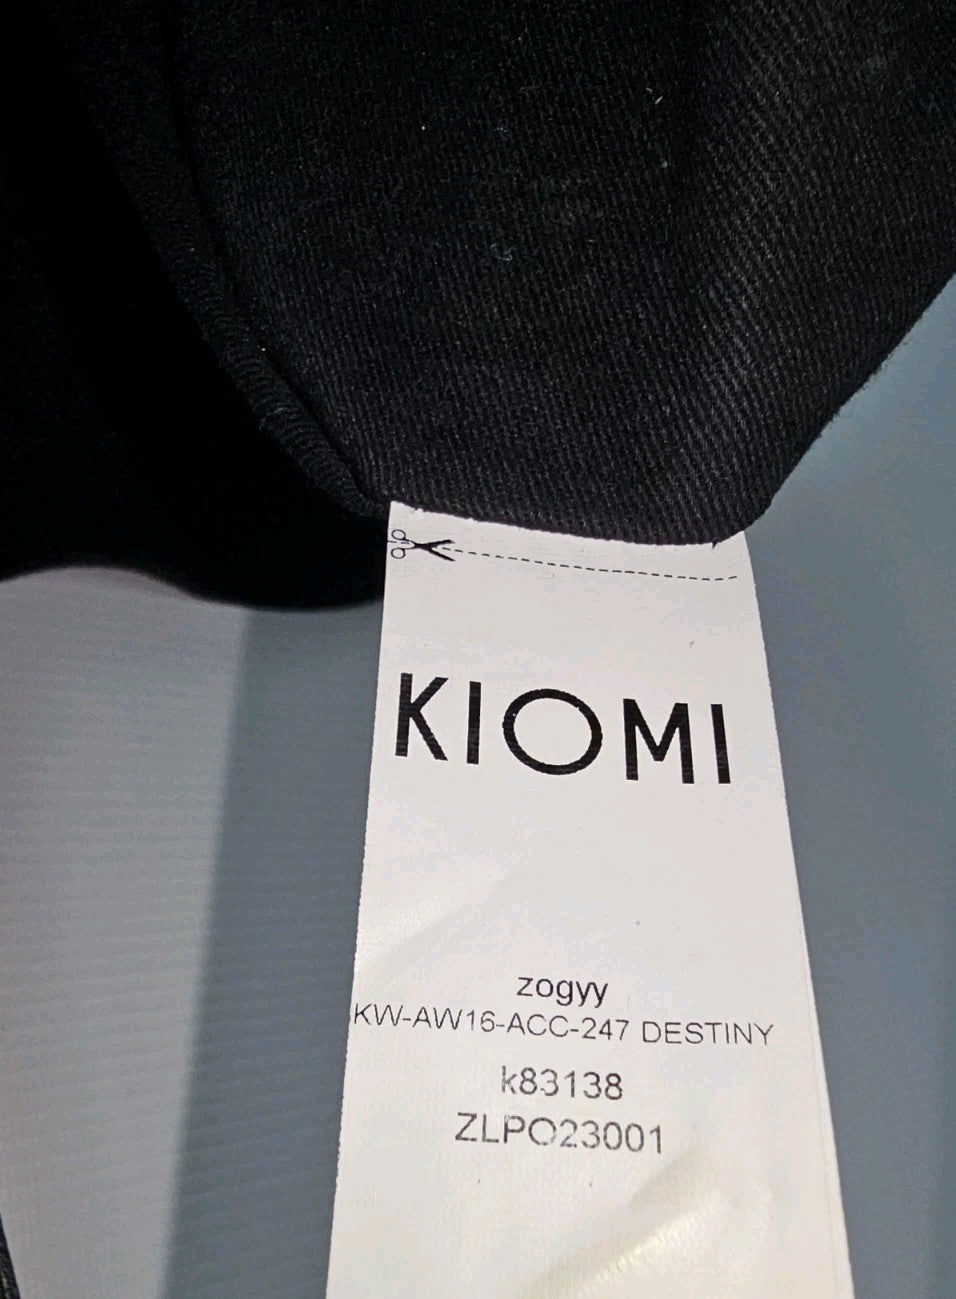 KIOMI
zogyy
KW-AW16-ACC-247 DESTINY
k83138
ZLPO23001